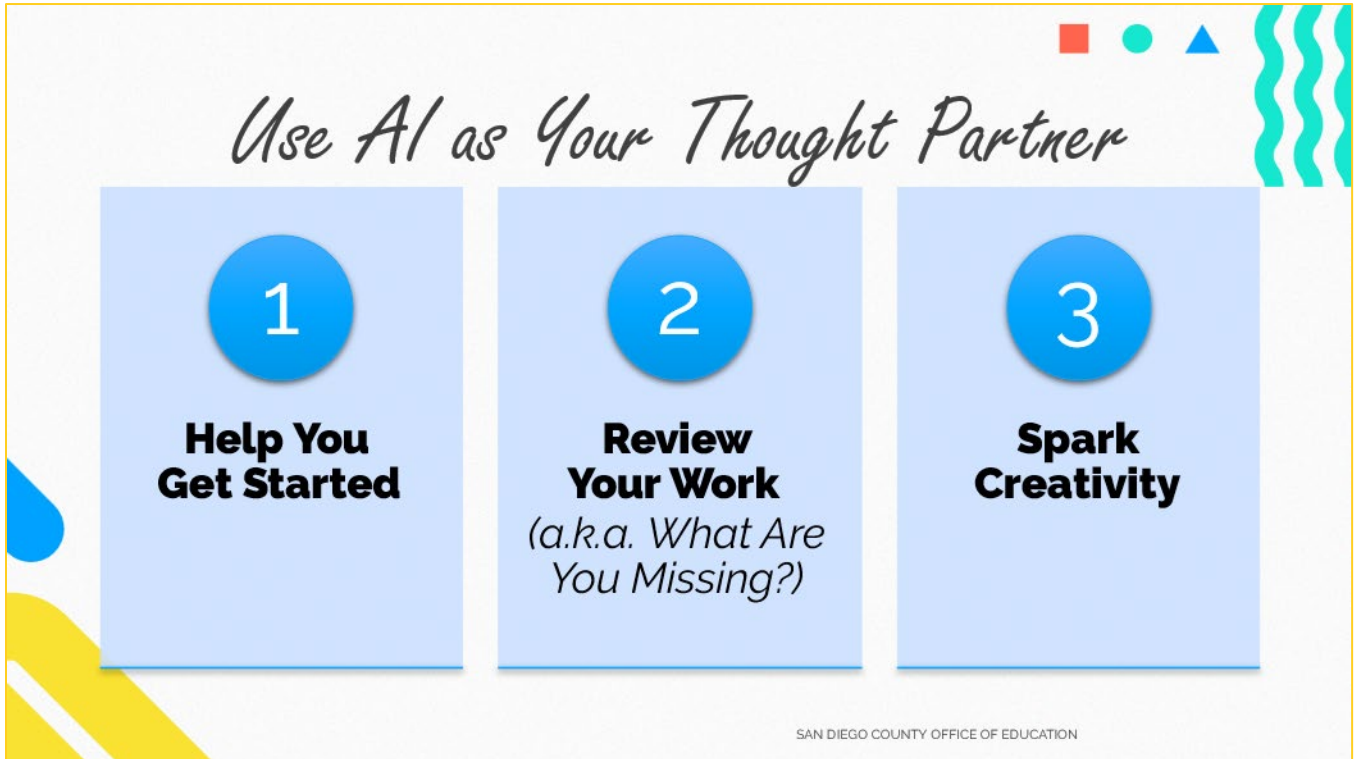 Use AI as Your Thought Partner
1
Help You
Get Started
2
Review
Your Work
(a.k.a. What Are
You Missing?)
3
Spark
Creativity
SAN DIEGO COUNTY OFFICE OF EDUCATION